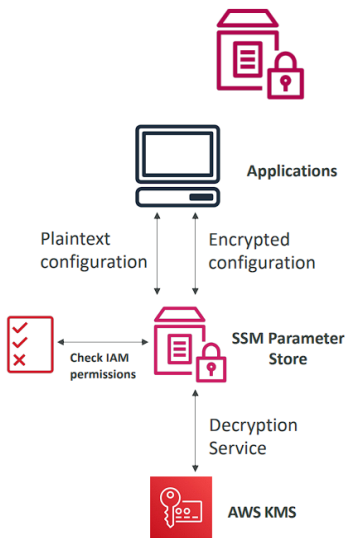 Applications
Plaintext
configuration
Encrypted
configuration
SSM Parameter
Store
Check IAM
permissions
Decryption
Service
AWS KMS